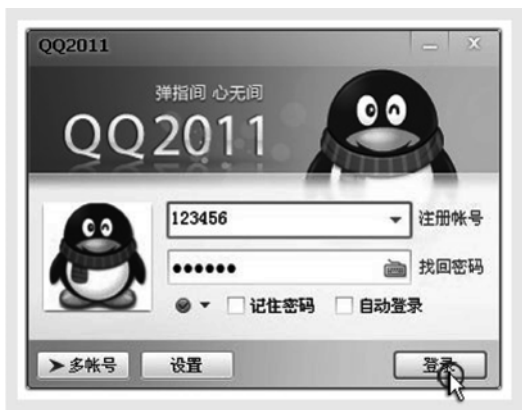 QQ2011
弹指间 心无间
QQ2011
123456 注册帐号
●●●●●● 找回密码
记住密码 自动登录
多帐号 设置 登录